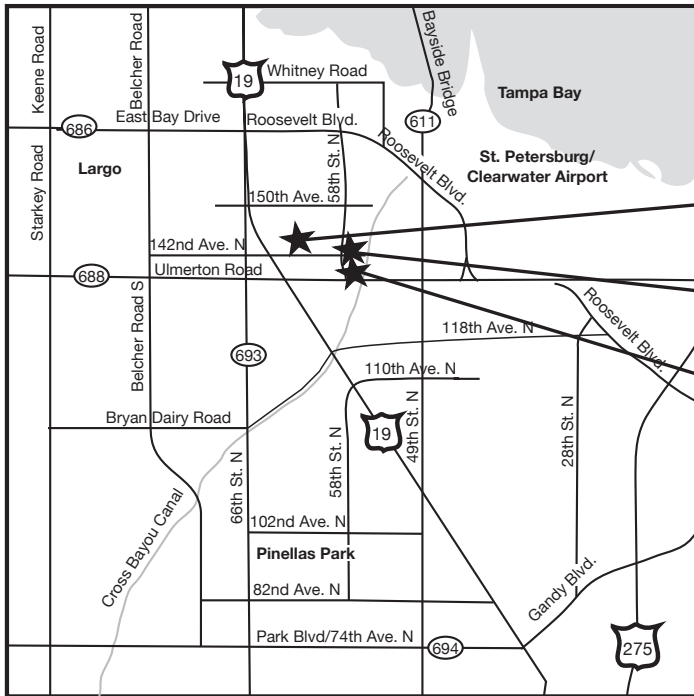 Keene Road
Belcher Road
19
Whitney Road
Bayside Bridge
Tampa Bay
686
East Bay Drive
Roosevelt Blvd.
611
58th St. N
Roosevelt Blvd.
St. Petersburg/
Clearwater Airport
Largo
Starkey Road
150th Ave.
142nd Ave. N
688
Ulmerton Road
Belcher Road S
Roosevelt Blvd.
118th Ave. N
693
110th Ave. N
Bryan Dairy Road
19
49th St. N
28th St. N
66th St. N
58th St. N
Cross Bayou Canal
102nd Ave. N
Pinellas Park
82nd Ave. N
Gandy Blvd.
Park Blvd/74th Ave. N
694
275